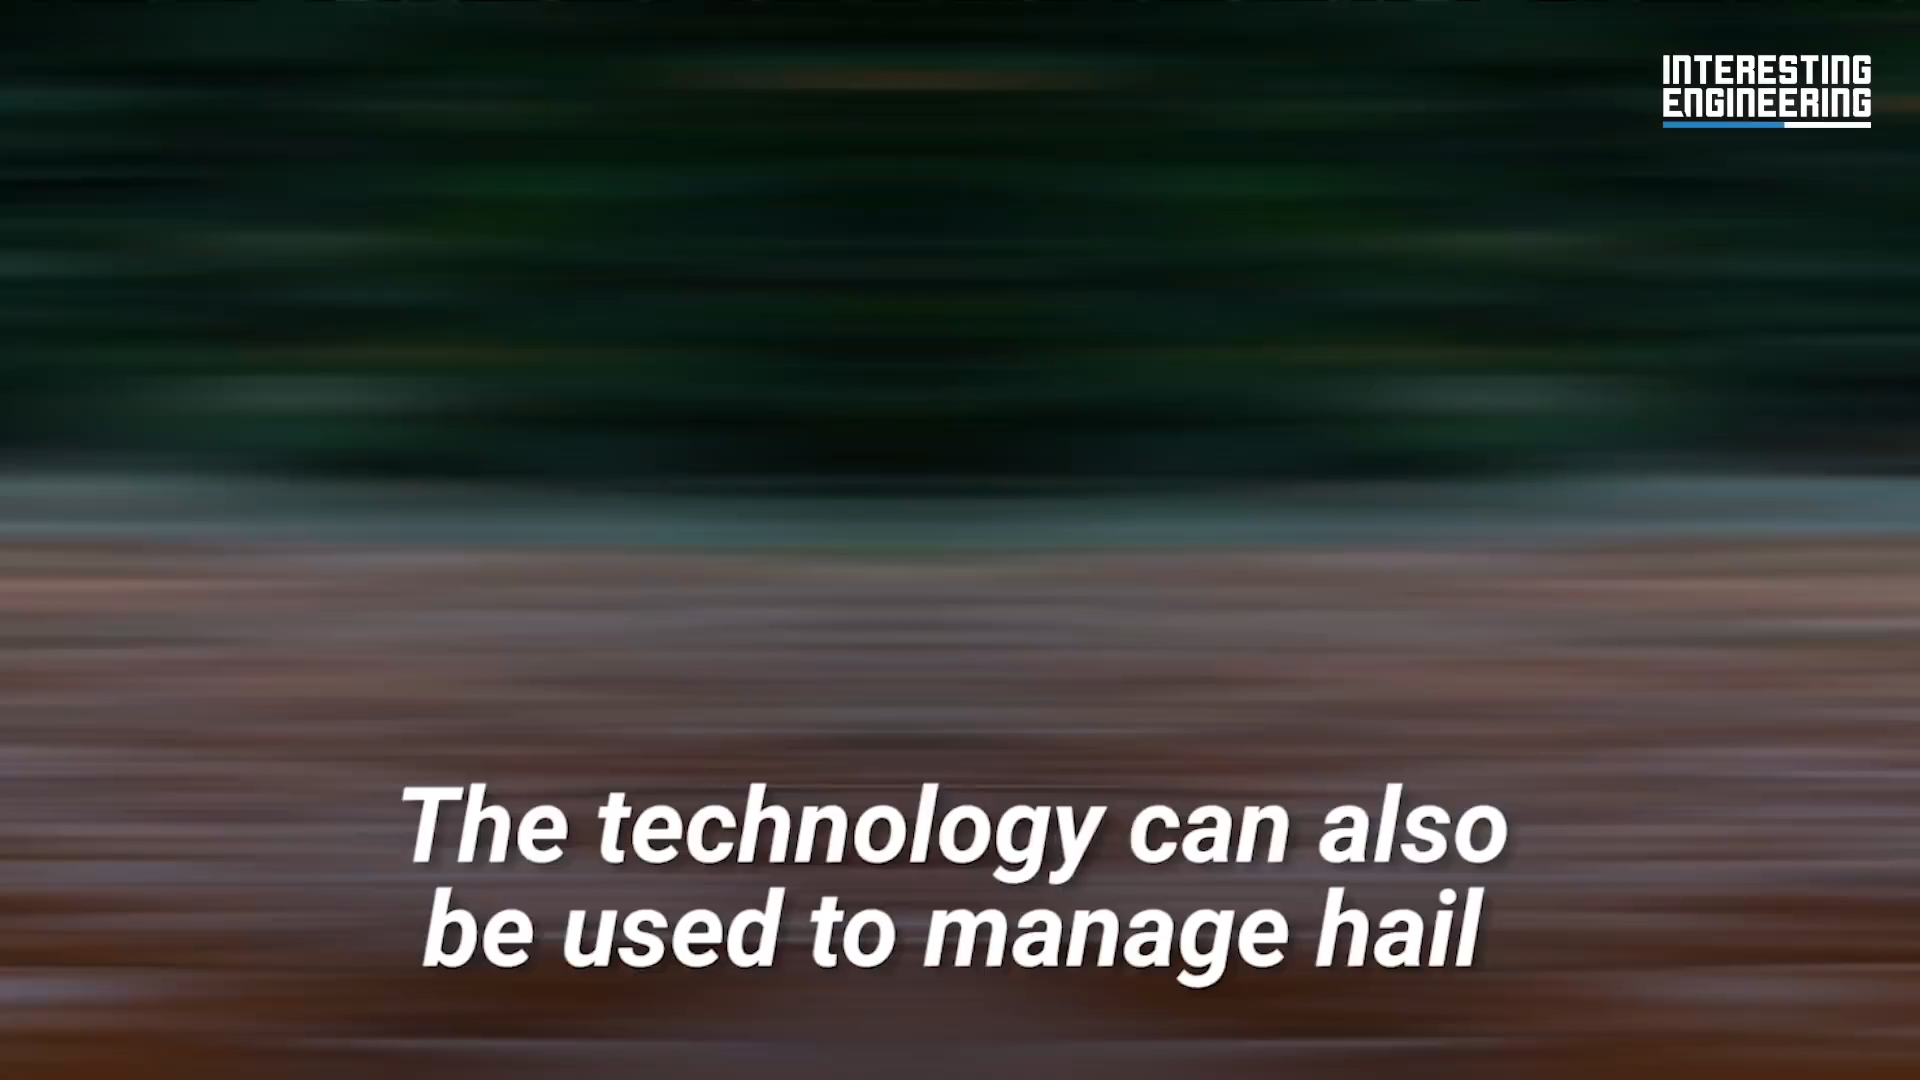 INTERESTING
ENGINEERING
The technology can also
be used to manage hail